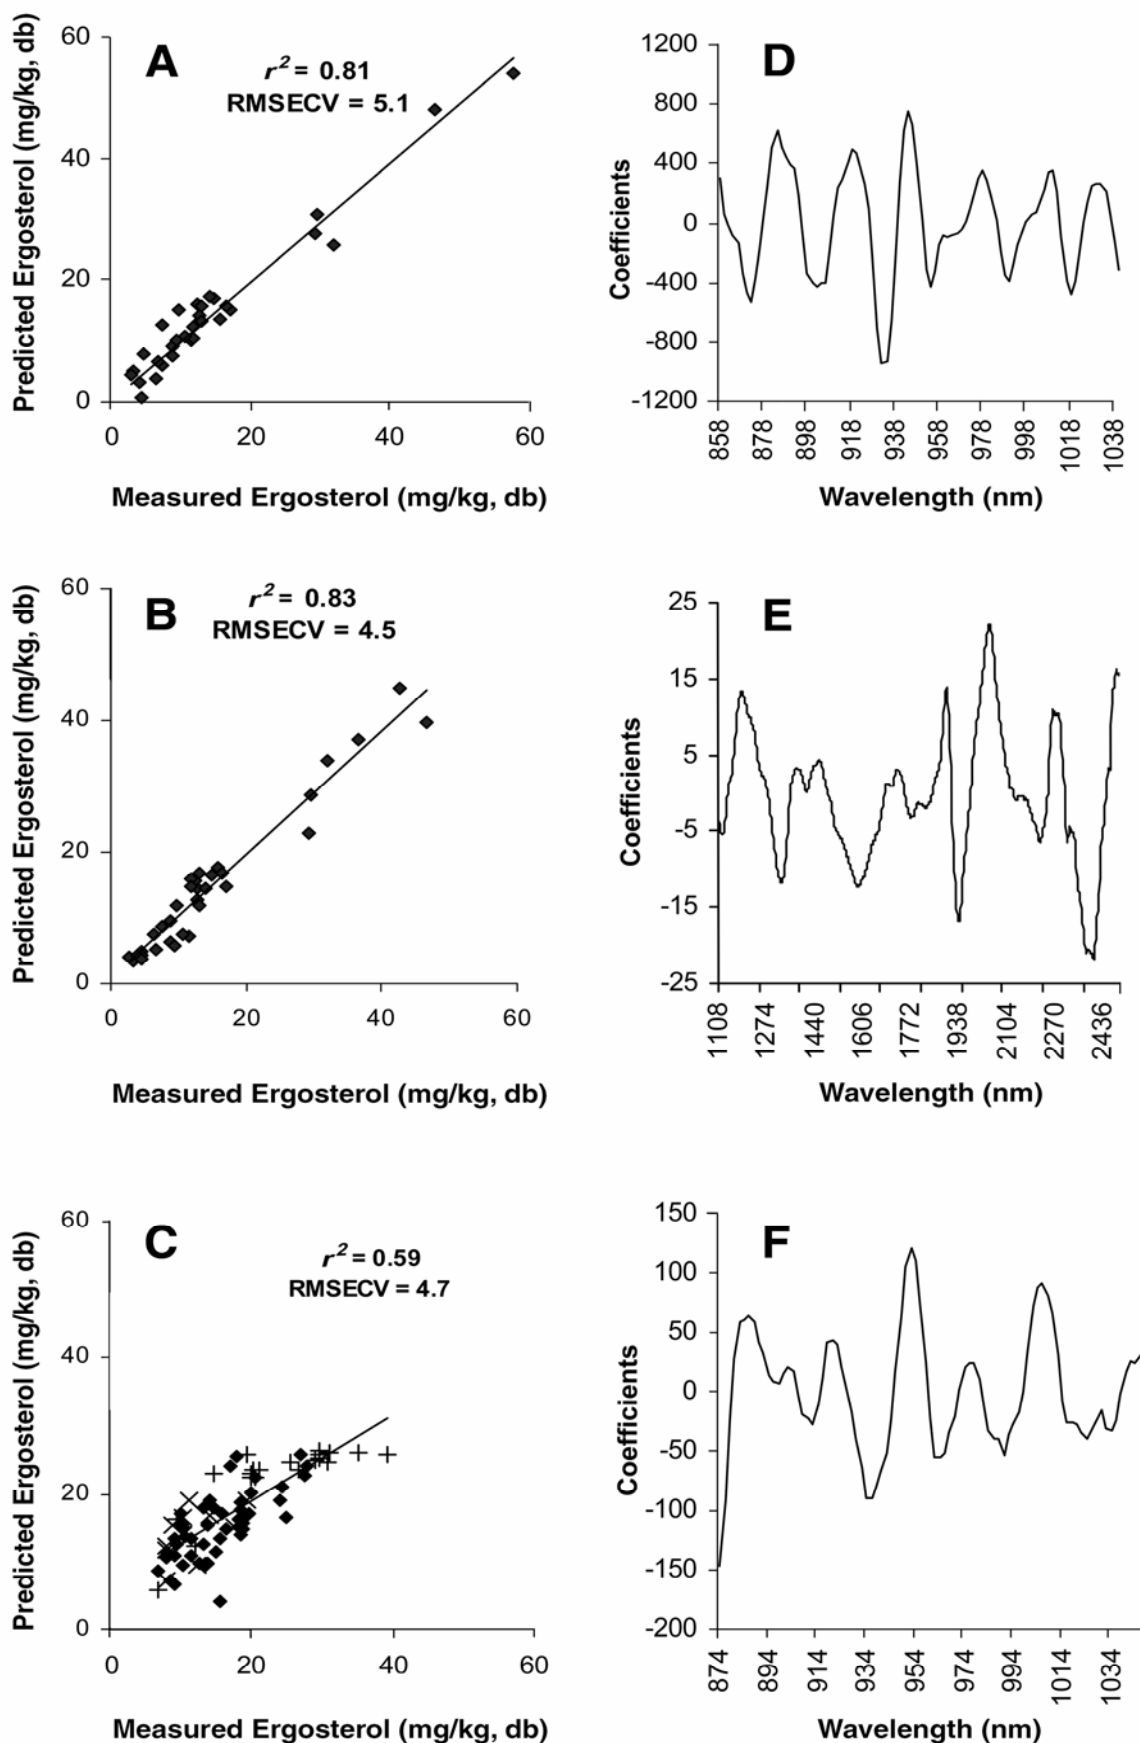 A
r² = 0.81
RMSECV = 5.1
Predicted Ergosterol (mg/kg, db)
60
40
20
0
0 20 40 60
Measured Ergosterol (mg/kg, db)
D
Coefficients
1200
800
400
0
-400
-800
-1200
858 878 898 918 938 958 978 998 1018 1038
Wavelength (nm)
B
r² = 0.83
RMSECV = 4.5
Predicted Ergosterol (mg/kg, db)
60
40
20
0
0 20 40 60
Measured Ergosterol (mg/kg, db)
E
Coefficients
25
15
5
-5
-15
-25
1108 1274 1440 1606 1772 1938 2104 2270 2436
Wavelength (nm)
C
r² = 0.59
RMSECV = 4.7
Predicted Ergosterol (mg/kg, db)
60
40
20
0
0 20 40 60
Measured Ergosterol (mg/kg, db)
F
Coefficients
150
100
50
0
-50
-100
-150
-200
874 894 914 934 954 974 994 1014 1034
Wavelength (nm)